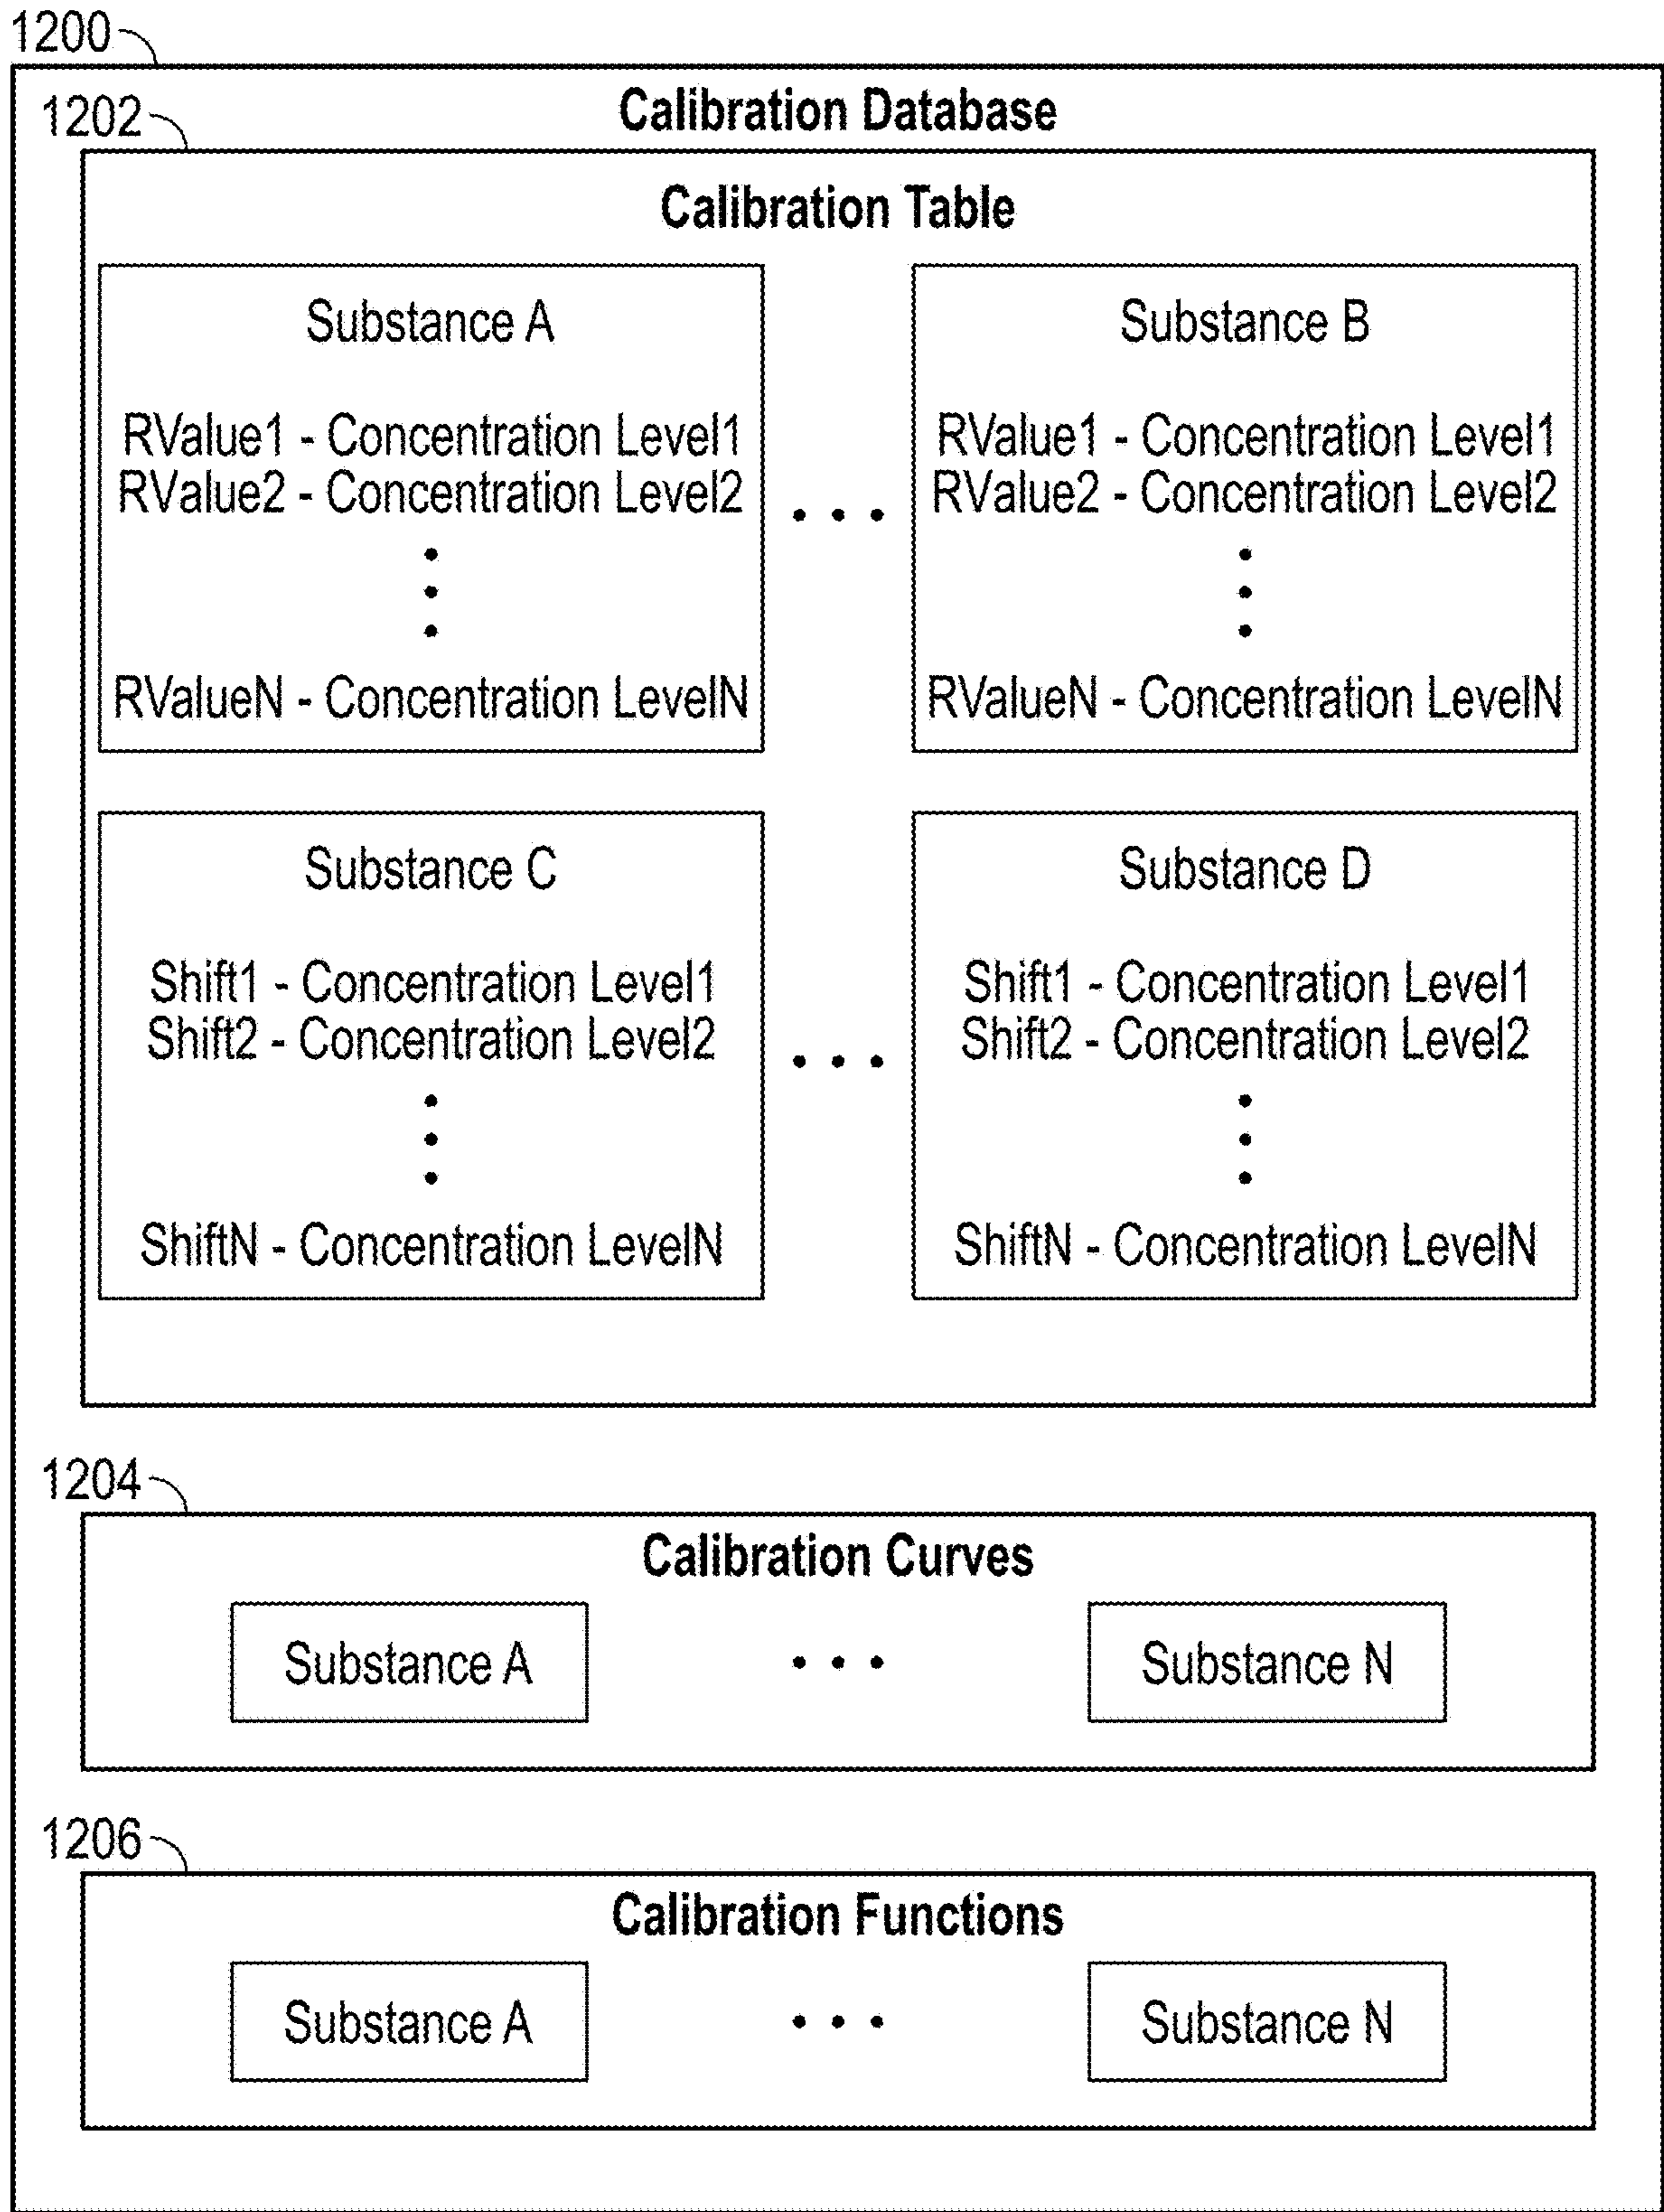 1200
Calibration Database
1202
Calibration Table
Substance A
RValue1 - Concentration Level1
RValue2 - Concentration Level2
RValueN - Concentration LevelN
Substance B
RValue1 - Concentration Level1
RValue2 - Concentration Level2
RValueN - Concentration LevelN
Substance C
Shift1 - Concentration Level1
Shift2 - Concentration Level2
ShiftN - Concentration LevelN
Substance D
Shift1 - Concentration Level1
Shift2 - Concentration Level2
ShiftN - Concentration LevelN
1204
Calibration Curves
Substance A
Substance N
1206
Calibration Functions
Substance A
Substance N